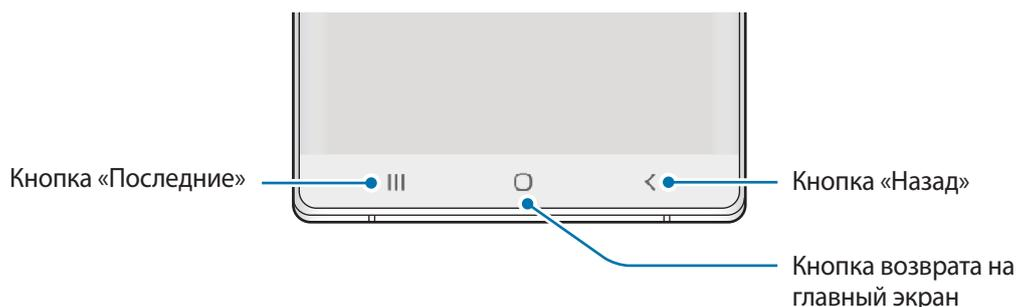 Кнопка «Последние»
Кнопка «Назад»
Кнопка возврата на
главный экран